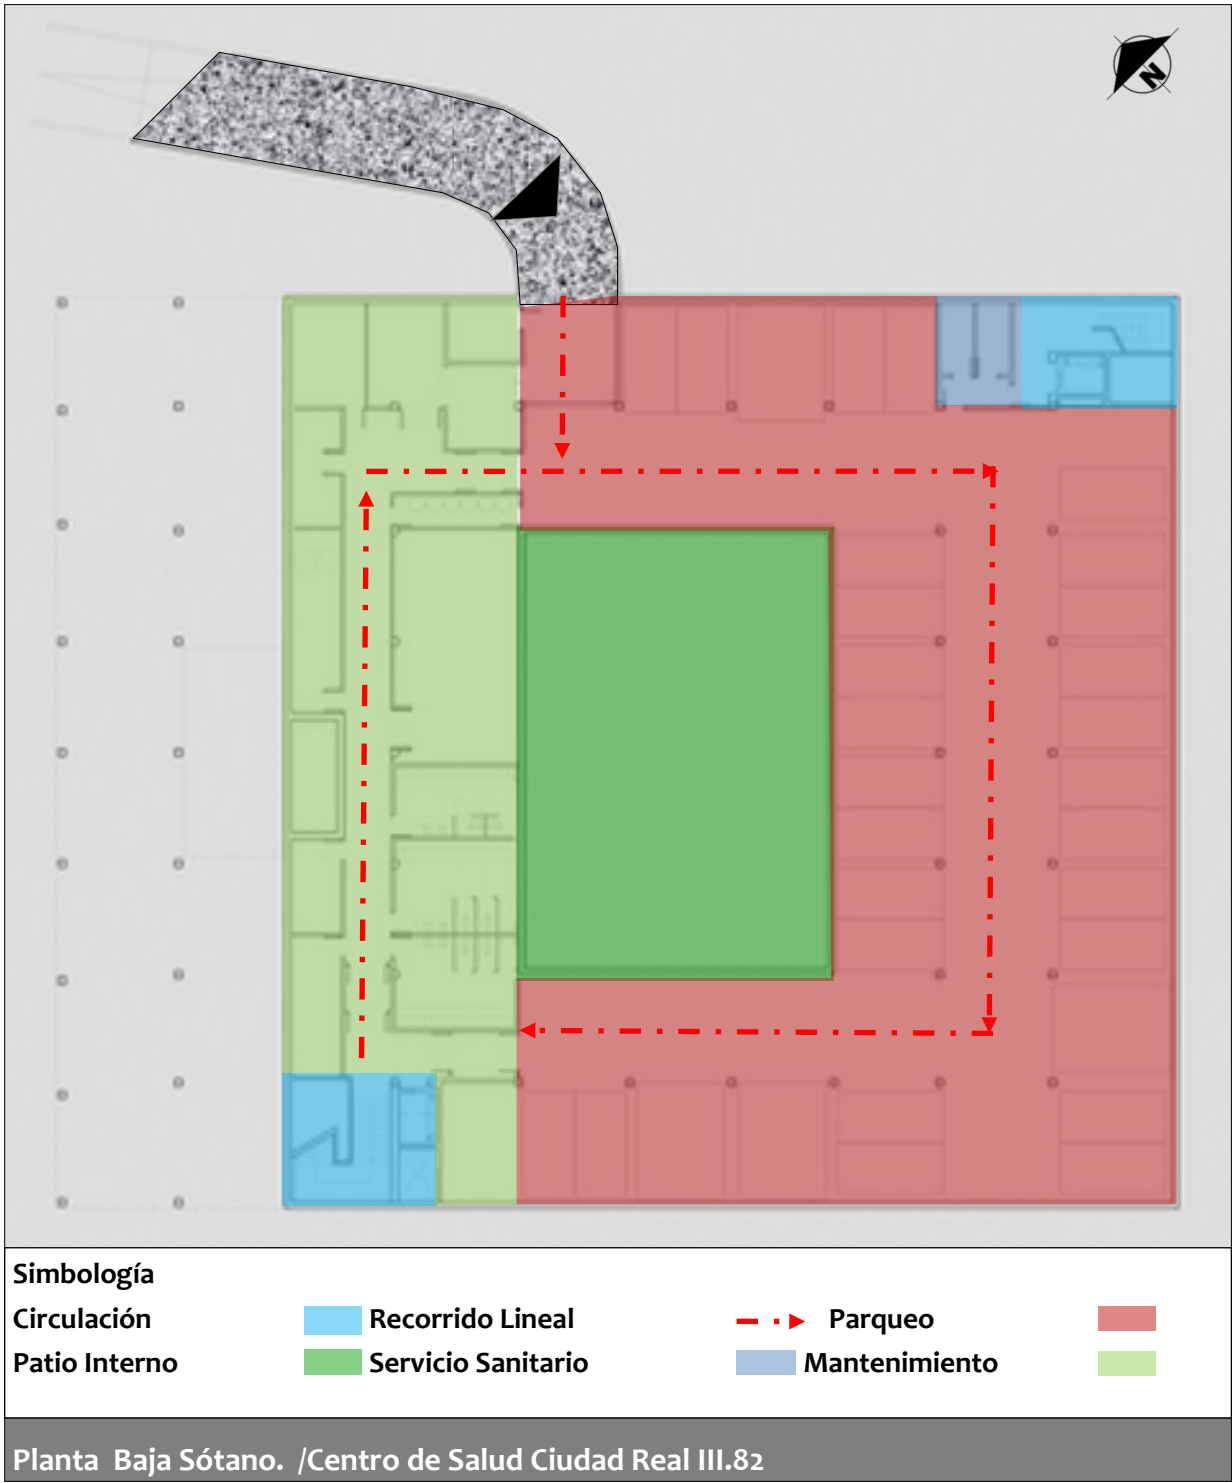 N
Simbología
Circulación Recorrido Lineal Parqueo
Patio Interno Servicio Sanitario Mantenimiento
Planta Baja Sótano. /Centro de Salud Ciudad Real III.82